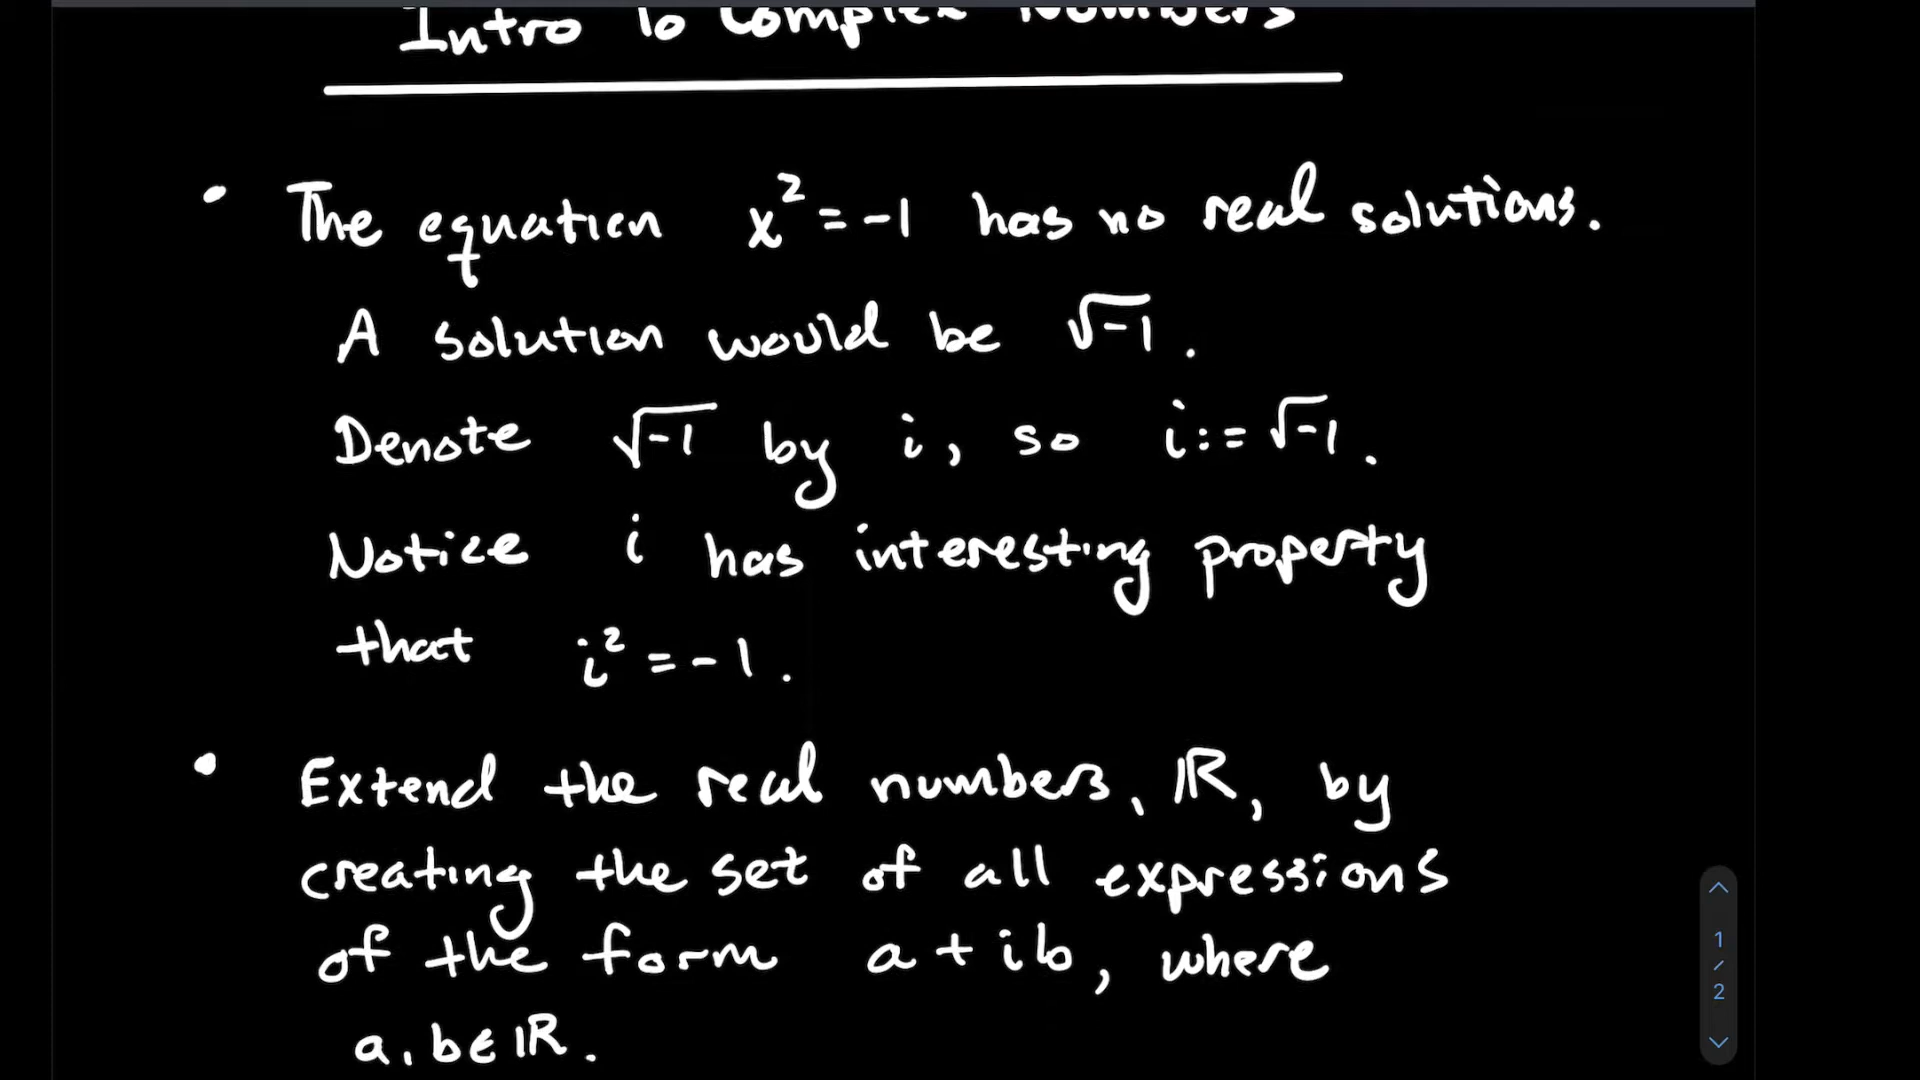 Intro to Complex Numbers
• The equation x² = -1 has no real solutions.
A solution would be √-1.
Denote √-1 by i, so i := √-1.
Notice i has interesting property
that i² = -1.
• Extend the real numbers, ℝ, by
creating the set of all expressions
of the form a + ib, where
a, b ∈ ℝ.
1
/
2